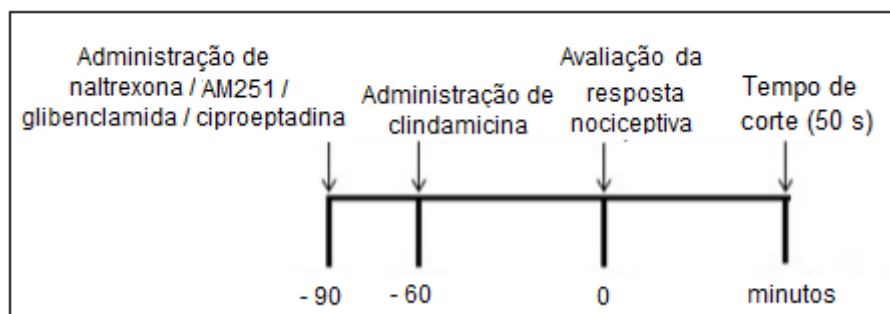 Administração de
naltrexona / AM251 /
glibenclamida / ciproeptadina
Administração de
clindamicina
Avaliação da
resposta
nociceptiva
Tempo de
corte (50 s)
- 90
- 60
0
minutos